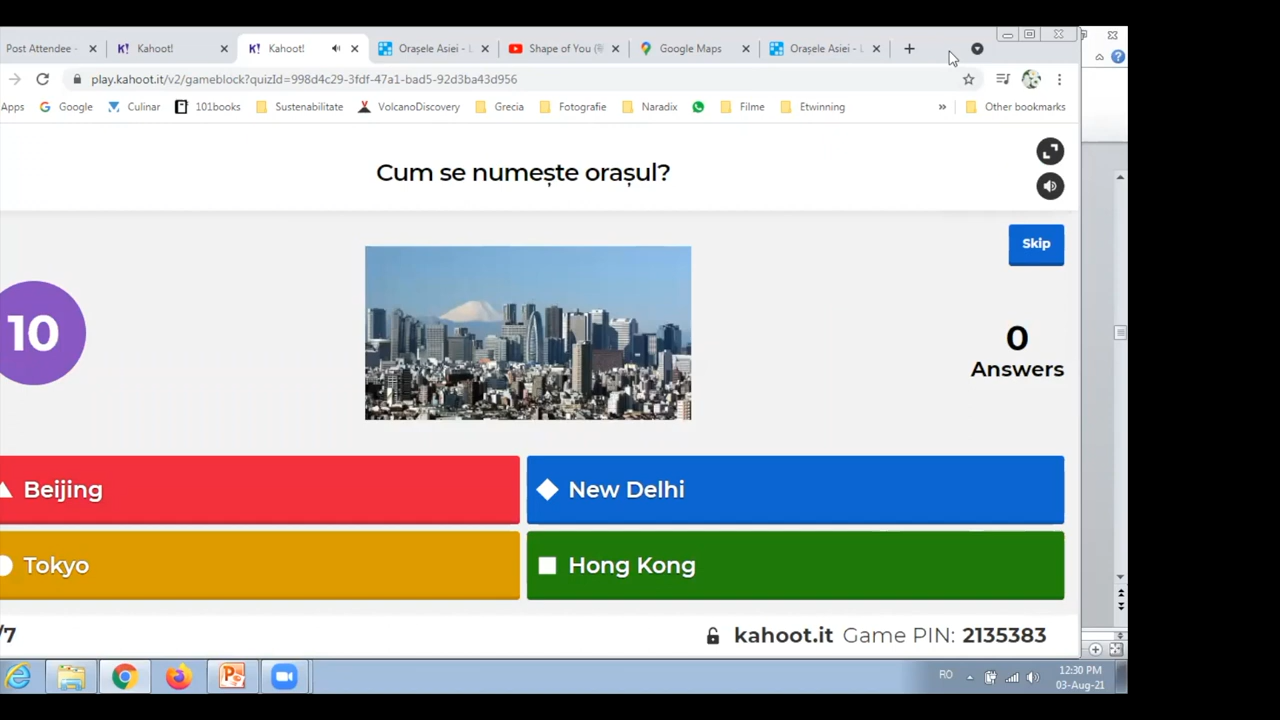 Post Attendee -
Kahoot!
Kahoot!
Orașele Asiei - L
Shape of You (
Google Maps
Orașele Asiei - L
play.kahoot.it/v2/gameblock?quizId=998d4c29-3fdf-47a1-bad5-92d3ba43d956
Apps Google Culinar 101books Sustenabilitate VolcanoDiscovery Grecia Fotografie Naradix Filme Etwinning » Other bookmarks
Cum se numește orașul?
Skip
10
0
Answers
Beijing
New Delhi
Tokyo
Hong Kong
/7
kahoot.it Game PIN: 2135383
RO
12:30 PM
03-Aug-21